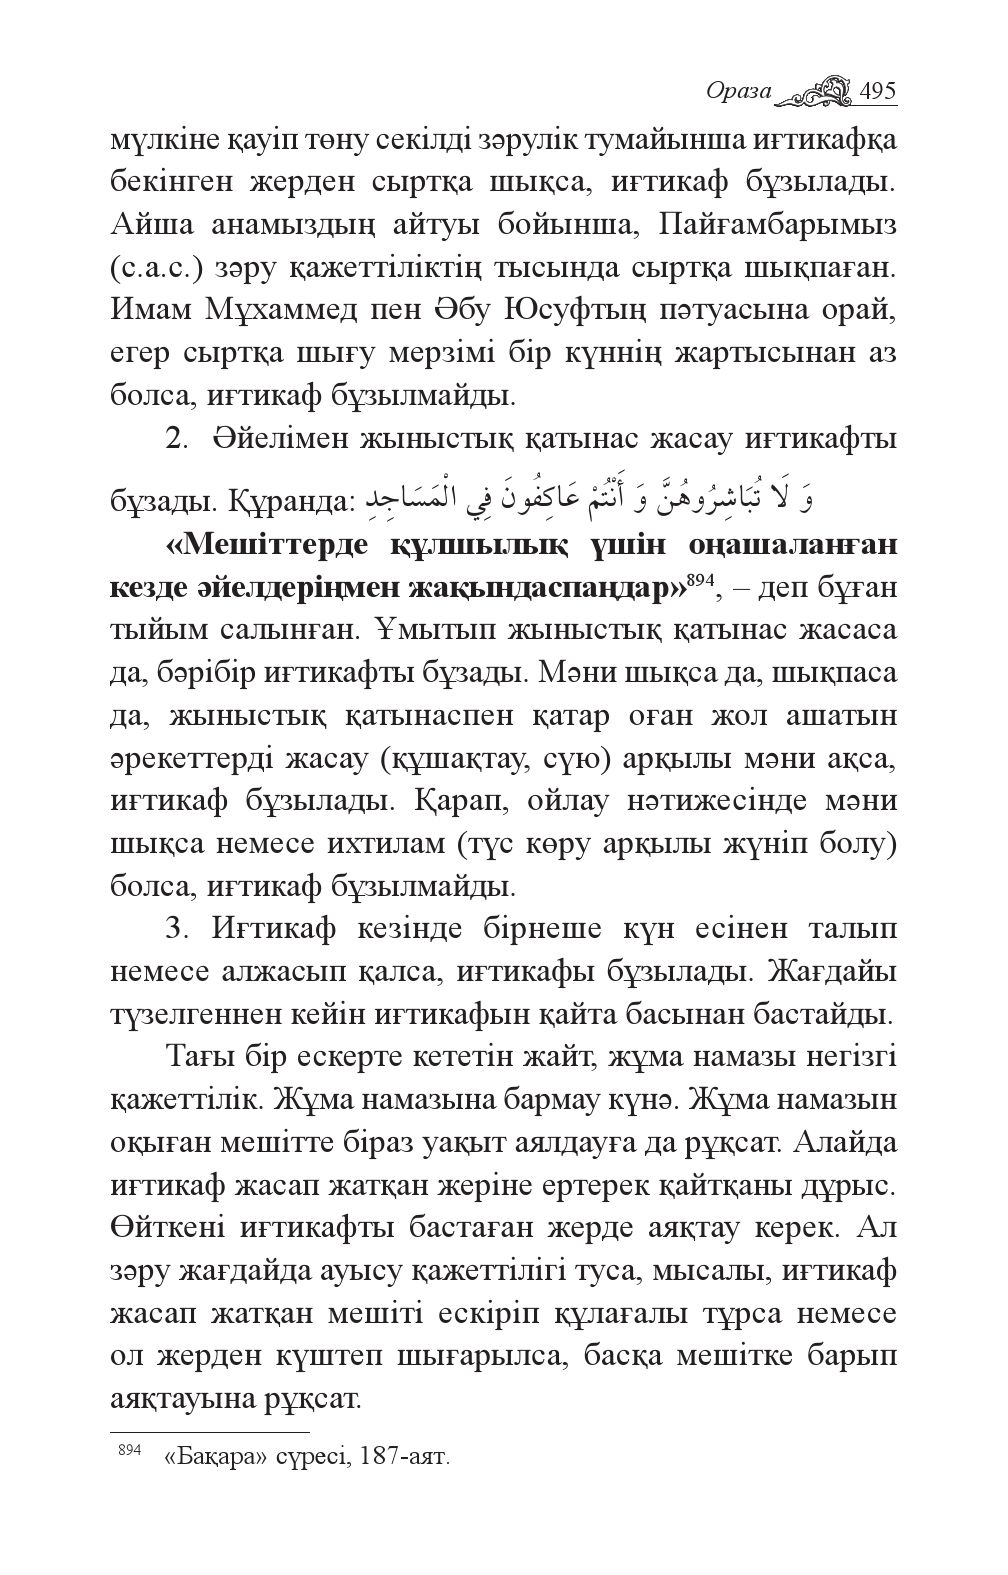 Ораза 495
мүлкіне қауіп төну секілді зәрулік тумайынша иғтикафқа
бекінген жерден сыртқа шықса, иғтикаф бұзылады.
Айша анамыздың айтуы бойынша, Пайғамбарымыз
(с.а.с.) зәру қажеттіліктің тысында сыртқа шықпаған.
Имам Мұхаммед пен Әбу Юсуфтың пәтуасына орай,
егер сыртқа шығу мерзімі бір күннің жартысынан аз
болса, иғтикаф бұзылмайды.
2. Әйелімен жыныстық қатынас жасау иғтикафты
бұзады. Құранда: وَ لَا تُبَاشِرُوهُنَّ وَ أَنْتُمْ عَاكِفُونَ فِي الْمَسَاجِدِ
«Мешіттерде құлшылық үшін оңашаланған
кезде әйелдеріңмен жақындаспаңдар»894, – деп бұған
тыйым салынған. Ұмытып жыныстық қатынас жасаса
да, бәрібір иғтикафты бұзады. Мәни шықса да, шықпаса
да, жыныстық қатынаспен қатар оған жол ашатын
әрекеттерді жасау (құшақтау, сүю) арқылы мәни ақса,
иғтикаф бұзылады. Қарап, ойлау нәтижесінде мәни
шықса немесе ихтилам (түс көру арқылы жүніп болу)
болса, иғтикаф бұзылмайды.
3. Иғтикаф кезінде бірнеше күн есінен талып
немесе алжасып қалса, иғтикафы бұзылады. Жағдайы
түзелгеннен кейін иғтикафын қайта басынан бастайды.
Тағы бір ескерте кететін жайт, жұма намазы негізгі
қажеттілік. Жұма намазына бармау күнә. Жұма намазын
оқыған мешітте біраз уақыт аялдауға да рұқсат. Алайда
иғтикаф жасап жатқан жеріне ертерек қайтқаны дұрыс.
Өйткені иғтикафты бастаған жерде аяқтау керек. Ал
зәру жағдайда ауысу қажеттілігі туса, мысалы, иғтикаф
жасап жатқан мешіті ескіріп құлағалы тұрса немесе
ол жерден күштеп шығарылса, басқа мешітке барып
аяқтауына рұқсат.
894 «Бақара» сүресі, 187-аят.